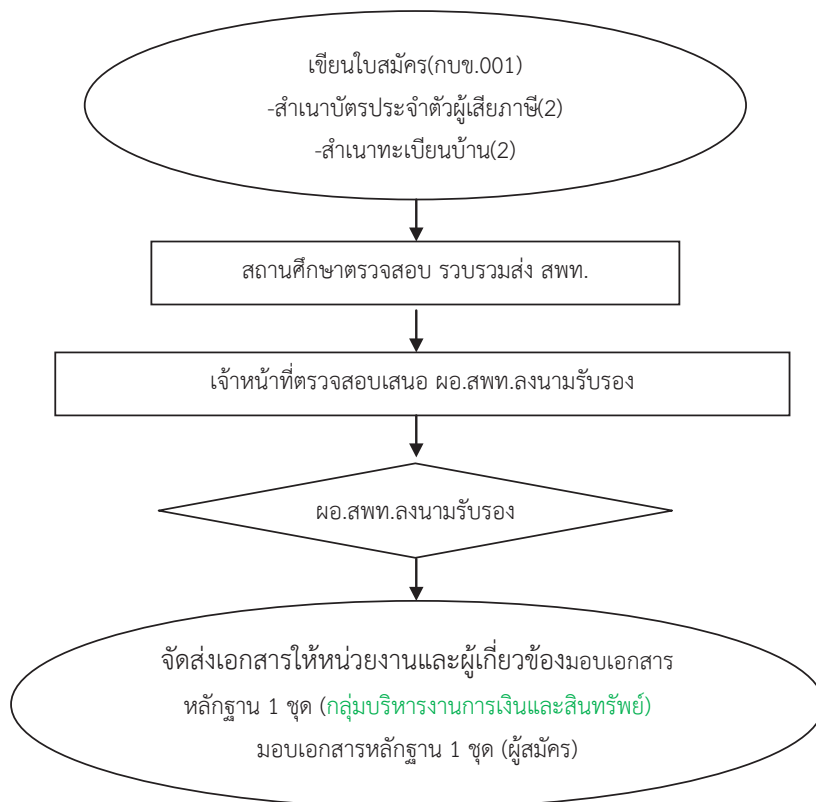 เขียนใบสมัคร(กบข.001)
-สำเนาบัตรประจำตัวผู้เสียภาษี(2)
-สำเนาทะเบียนบ้าน(2)
สถานศึกษาตรวจสอบ รวบรวมส่ง สพท.
เจ้าหน้าที่ตรวจสอบเสนอ ผอ.สพท.ลงนามรับรอง
ผอ.สพท.ลงนามรับรอง
จัดส่งเอกสารให้หน่วยงานและผู้เกี่ยวข้องมอบเอกสาร
หลักฐาน 1 ชุด (กลุ่มบริหารงานการเงินและสินทรัพย์)
มอบเอกสารหลักฐาน 1 ชุด (ผู้สมัคร)